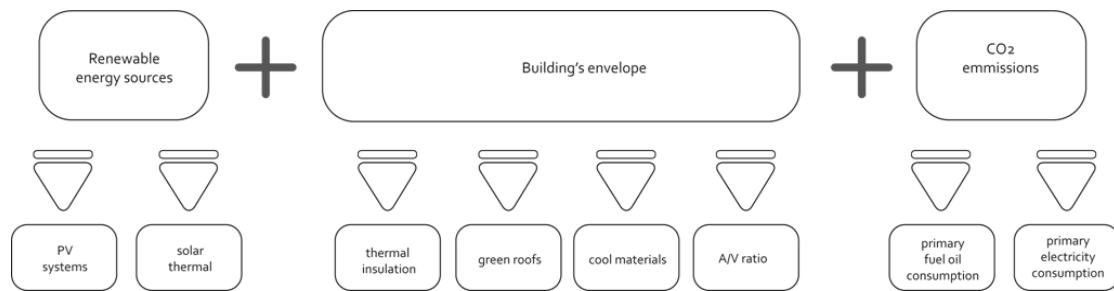 Renewable
energy sources
Building's envelope
CO2
emmissions
PV
systems
solar
thermal
thermal
insulation
green roofs
cool materials
A/V ratio
primary
fuel oil
consumption
primary
electricity
consumption